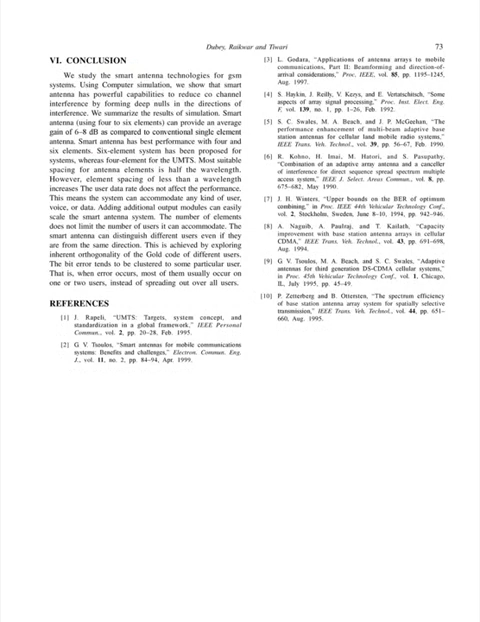 Dubey, Raikwar and Tiwari
73
VI. CONCLUSION
We study the smart antenna technologies for gsm
systems. Using Computer simulation, we show that smart
antenna has powerful capabilities to reduce co channel
interference by forming deep nulls in the directions of
interference. We summarize the results of simulation. Smart
antenna (using four to six elements) can provide an average
gain of 6–8 dB as compared to conventional single element
antenna. Smart antenna has best performance with four and
six elements. Six-element system has been proposed for
systems, whereas four-element for the UMTS. Most suitable
spacing for antenna elements is half the wavelength.
However, element spacing of less than a wavelength
increases The user data rate does not affect the performance.
This means the system can accommodate any kind of user,
voice, or data. Adding additional output modules can easily
scale the smart antenna system. The number of elements
does not limit the number of users it can accommodate. The
smart antenna can distinguish different users even if they
are from the same direction. This is achieved by exploring
inherent orthogonality of the Gold code of different users.
The bit error tends to be clustered to some particular user.
That is, when error occurs, most of them usually occur on
one or two users, instead of spreading out over all users.
REFERENCES
[1] J. Rapeli, “UMTS: Targets, system concept, and
standardization in a global framework,” IEEE Personal
Commun., vol. 2, pp. 20–28, Feb. 1995.
[2] G V. Tsoulos, “Smart antennas for mobile communications
systems: Benefits and challenges,” Electron. Commun. Eng.
J., vol. 11, no. 2, pp. 84–94, Apr. 1999.
[3] L. Godara, “Applications of antenna arrays to mobile
communications, Part II: Beamforming and direction-of-
arrival considerations,” Proc. IEEE, vol. 85, pp. 1195–1245,
Aug. 1997.
[4] S. Haykin, J. Reilly, V. Kezys, and E. Vertatschitsch, “Some
aspects of array signal processing,” Proc. Inst. Elect. Eng.
F, vol. 139, no. 1, pp. 1–26, Feb. 1992.
[5] S. C. Swales, M. A. Beach, and J. P. McGeehan, “The
performance enhancement of multi-beam adaptive base
station antennas for cellular land mobile radio systems,”
IEEE Trans. Veh. Technol., vol. 39, pp. 56–67, Feb. 1990.
[6] R. Kohno, H. Imai, M. Hatori, and S. Pasupathy,
“Combination of an adaptive array antenna and a canceller
of interference for direct sequence spread spectrum multiple
access system,” IEEE J. Select. Areas Commun., vol. 8, pp.
675–682, May 1990.
[7] J. H. Winters, “Upper bounds on the BER of optimum
combining,” in Proc. IEEE 44th Vehicular Technology Conf.,
vol. 2, Stockholm, Sweden, June 8–10, 1994, pp. 942–946.
[8] A. Naguib, A. Paulraj, and T. Kailath, “Capacity
improvement with base station antenna arrays in cellular
CDMA,” IEEE Trans. Veh. Technol., vol. 43, pp. 691–698,
Aug. 1994.
[9] G V. Tsoulos, M. A. Beach, and S. C. Swales, “Adaptive
antennas for third generation DS-CDMA cellular systems,”
in Proc. 45th Vehicular Technology Conf., vol. 1, Chicago,
IL, July 1995, pp. 45–49.
[10] P. Zetterberg and B. Ottersten, “The spectrum efficiency
of base station antenna array system for spatially selective
transmission,” IEEE Trans. Veh. Technol., vol. 44, pp. 651–
660, Aug. 1995.